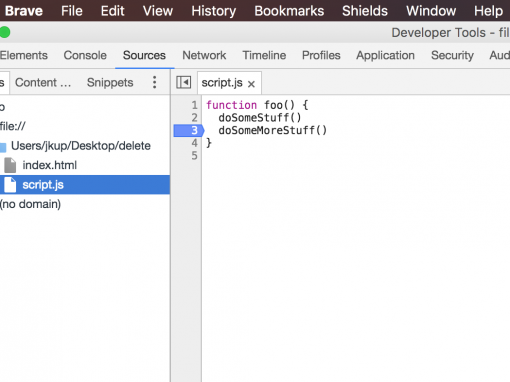 Brave File Edit View History Bookmarks Shields Window Help
Developer Tools - fil
Elements Console Sources Network Timeline Profiles Application Security Aud
s Content ... Snippets script.js
file://
Users/jkup/Desktop/delete
index.html
script.js
(no domain)
1 function foo() {
2 doSomeStuff()
3 doSomeMoreStuff()
4 }
5